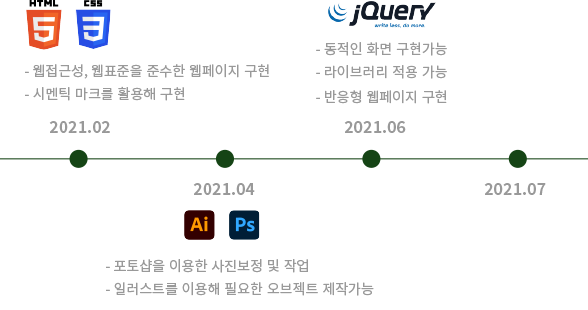 HTML
5
CSS
3
- 웹접근성, 웹표준을 준수한 웹페이지 구현
- 시멘틱 마크를 활용해 구현
2021.02
jQuery
write less, do more.
- 동적인 화면 구현가능
- 라이브러리 적용 가능
- 반응형 웹페이지 구현
2021.06
2021.04
Ai
Ps
- 포토샵을 이용한 사진보정 및 작업
- 일러스트를 이용해 필요한 오브젝트 제작가능
2021.07